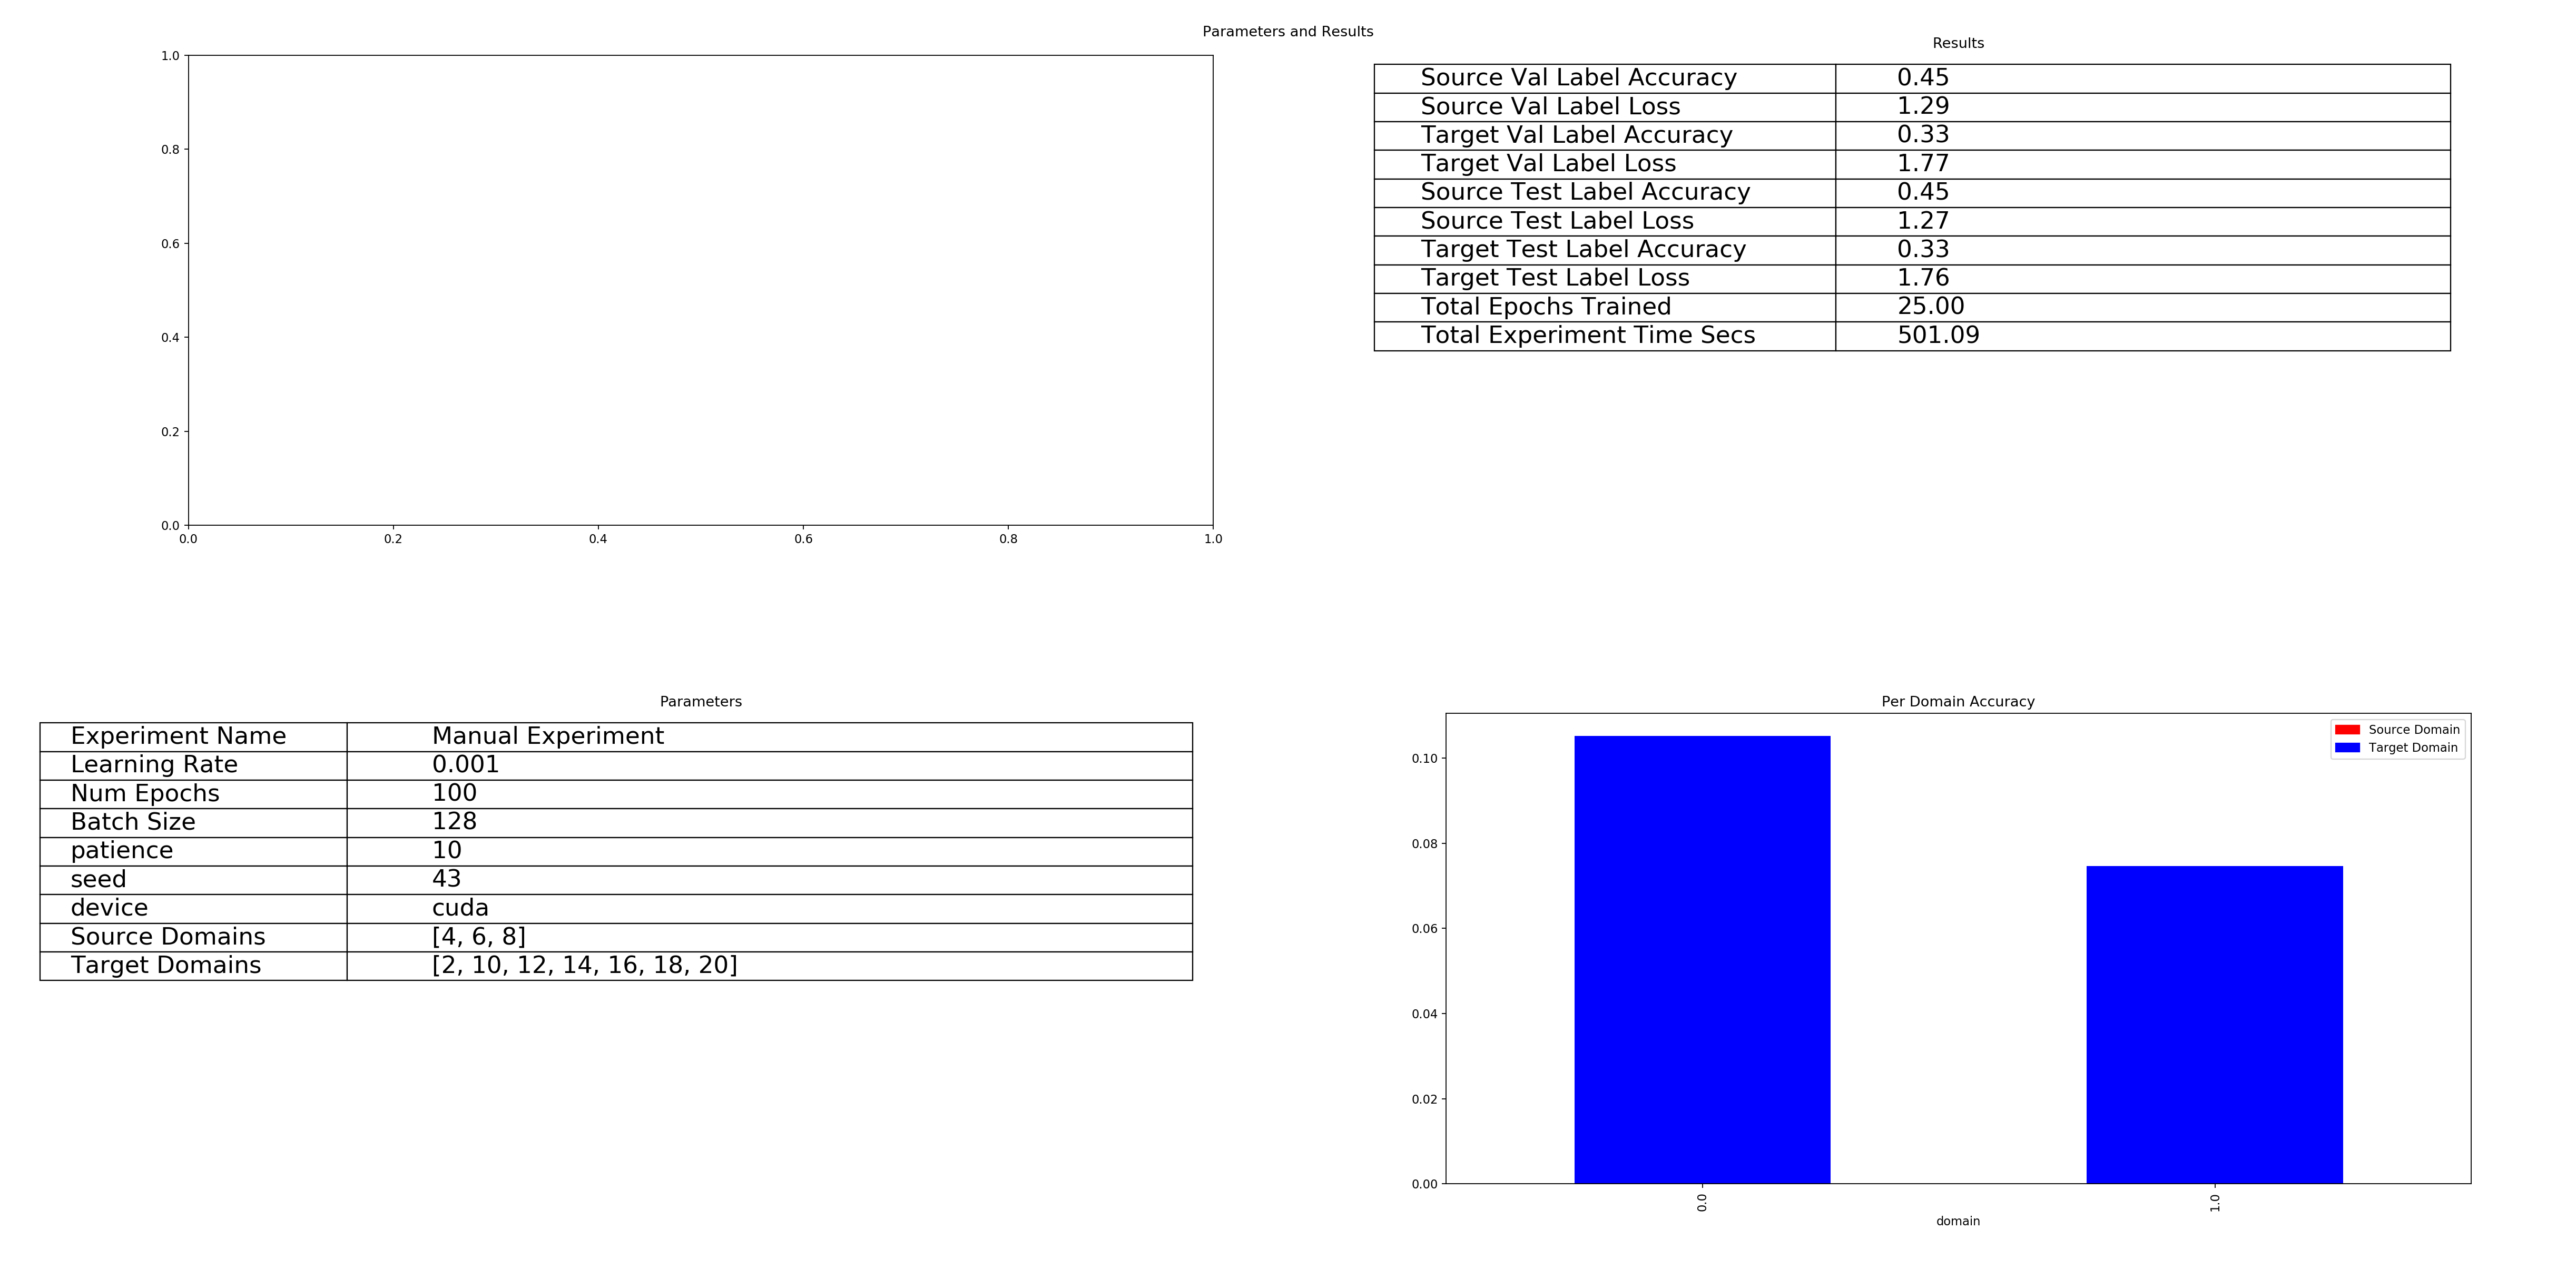 Parameters and Results
1.0
0.8
0.6
0.4
0.2
0.0
0.0 0.2 0.4 0.6 0.8 1.0
Results
Source Val Label Accuracy 0.45
Source Val Label Loss 1.29
Target Val Label Accuracy 0.33
Target Val Label Loss 1.77
Source Test Label Accuracy 0.45
Source Test Label Loss 1.27
Target Test Label Accuracy 0.33
Target Test Label Loss 1.76
Total Epochs Trained 25.00
Total Experiment Time Secs 501.09
Parameters
Experiment Name Manual Experiment
Learning Rate 0.001
Num Epochs 100
Batch Size 128
patience 10
seed 43
device cuda
Source Domains [4, 6, 8]
Target Domains [2, 10, 12, 14, 16, 18, 20]
Per Domain Accuracy
Source Domain
Target Domain
0.10
0.08
0.06
0.04
0.02
0.00
0.0 1.0
domain